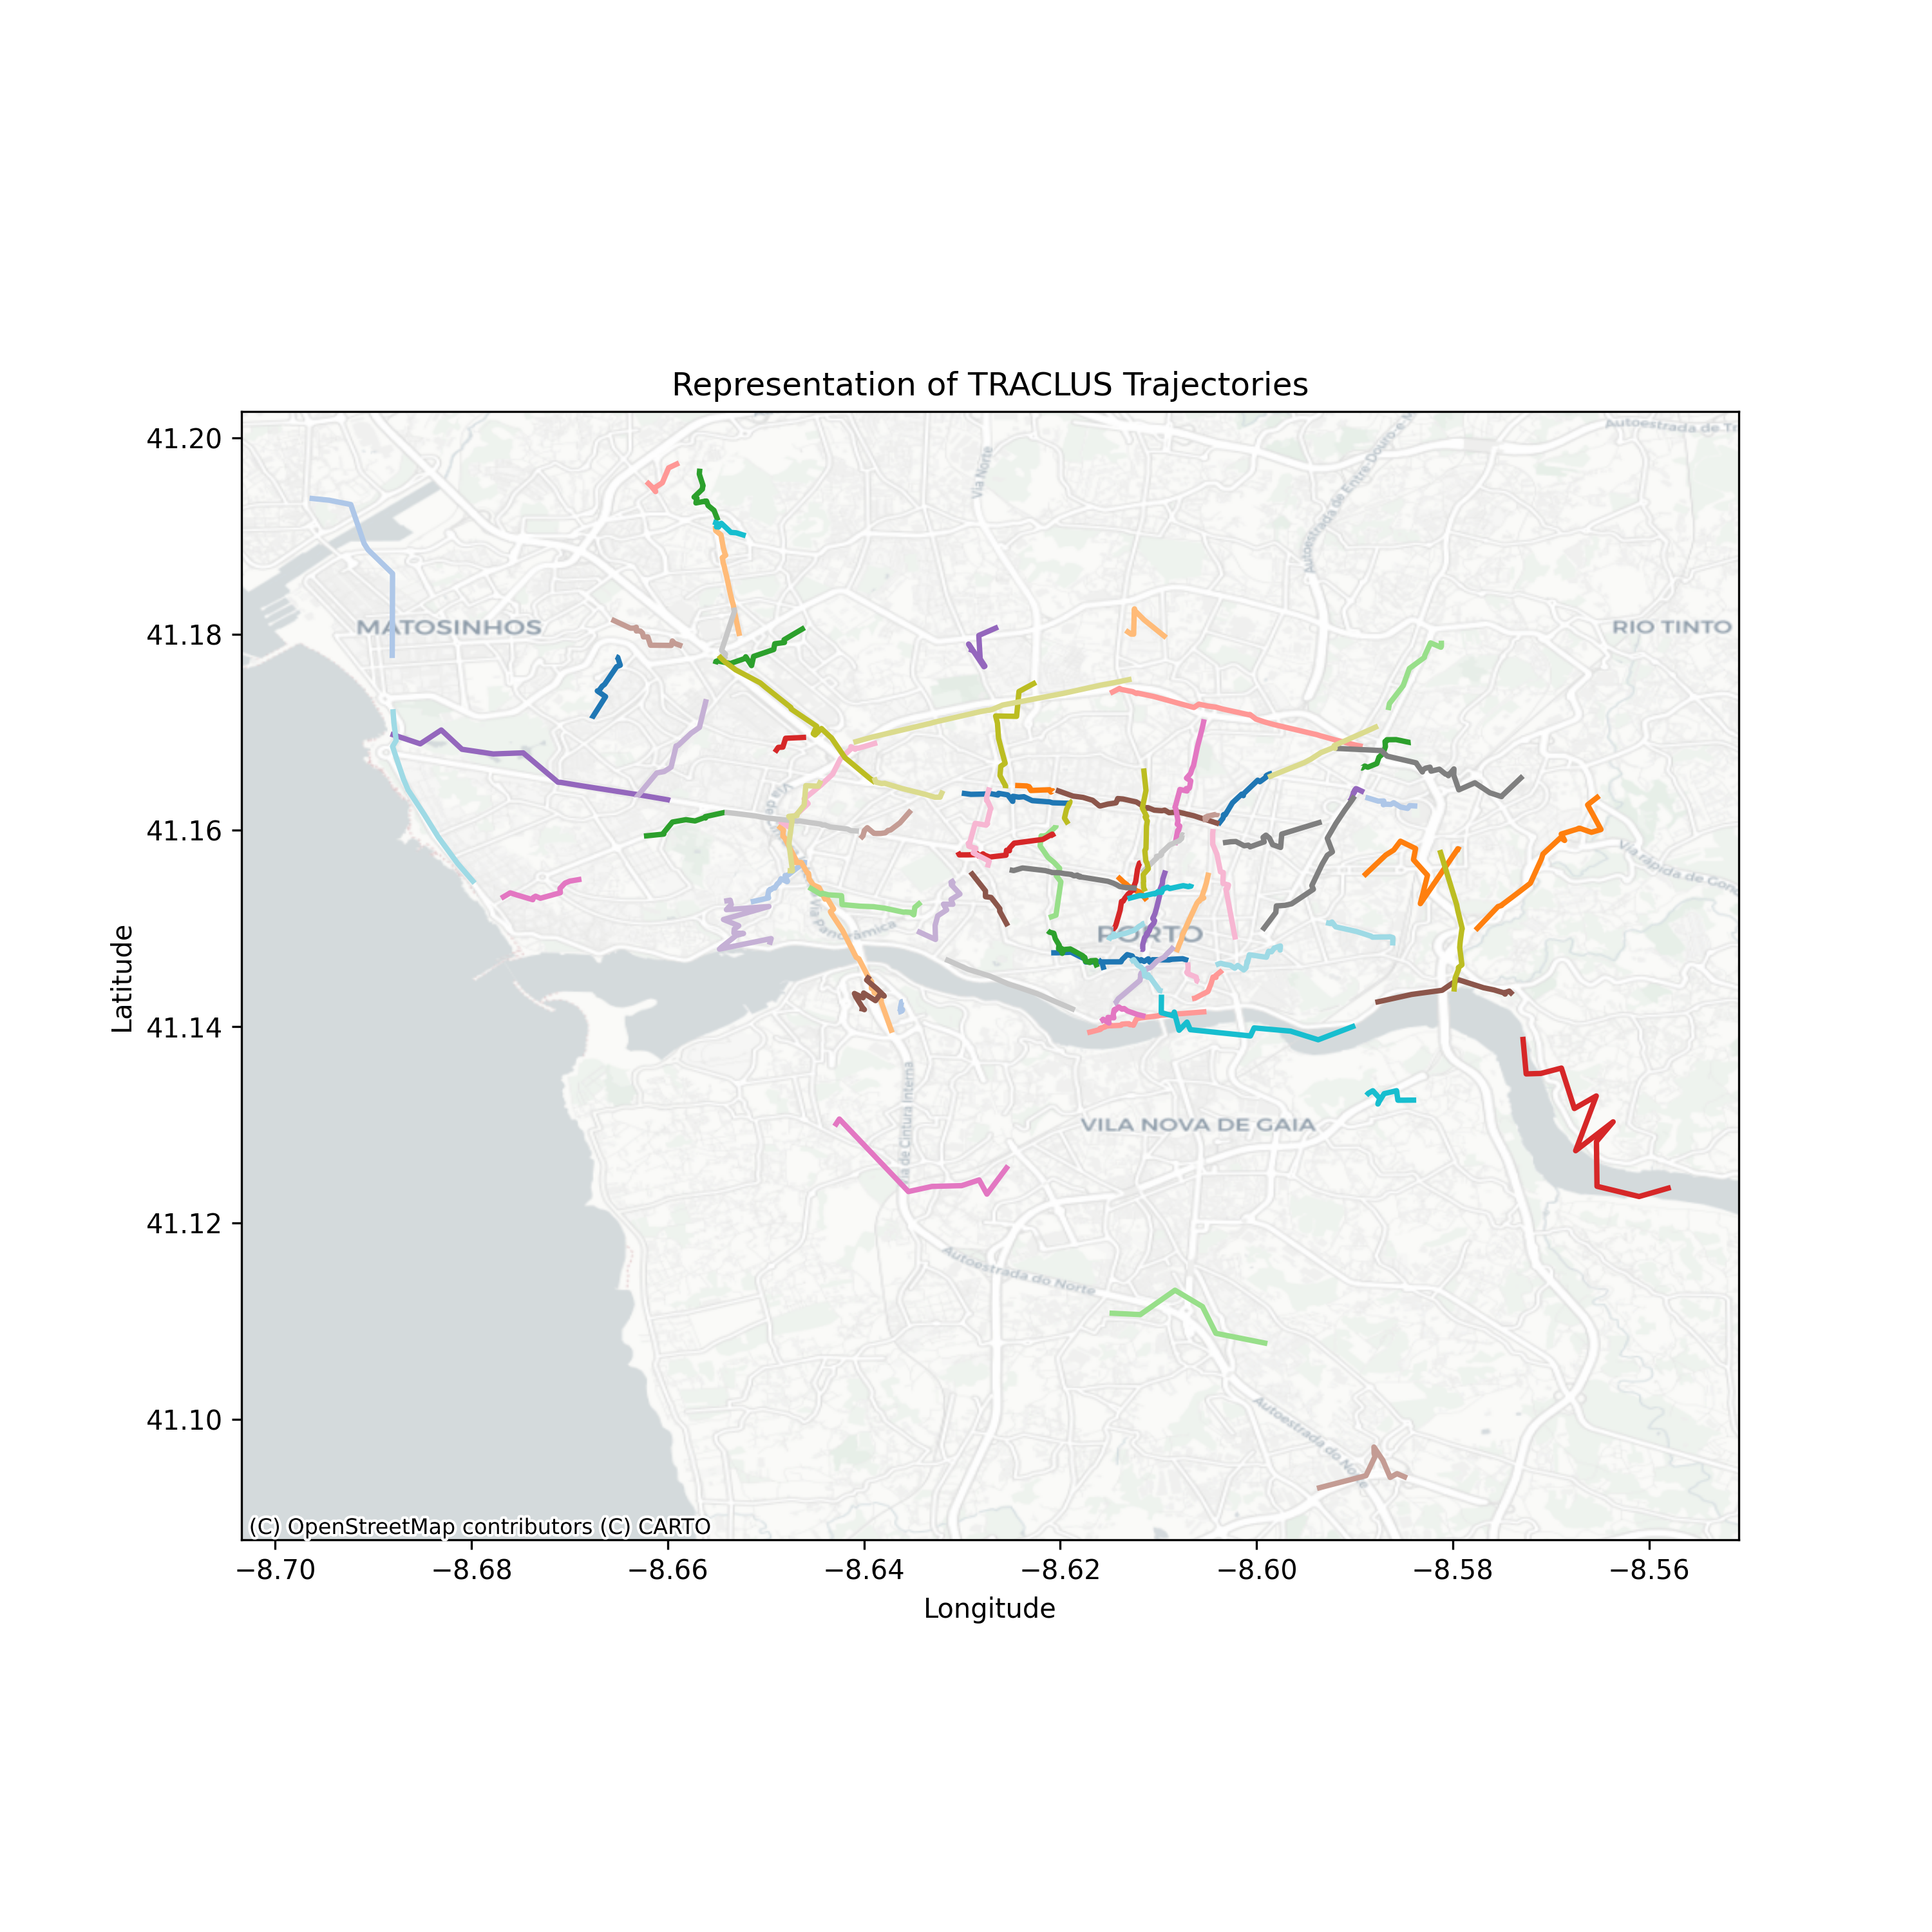 Representation of TRACLUS Trajectories
41.20
41.18
41.16
41.14
41.12
41.10
Latitude
Via Norte
Autoestrada de Entre Douro e M
Autoestrada de Tr
MATOSINHOS
RIO TINTO
Via Panorâmica
Via rápida de Gond
PORTO
VILA NOVA DE GAIA
de Cintura Interna
Autoestrada do Norte
Autoestrada do Norte
(C) OpenStreetMap contributors (C) CARTO
−8.70
−8.68
−8.66
−8.64
−8.62
−8.60
−8.58
−8.56
Longitude